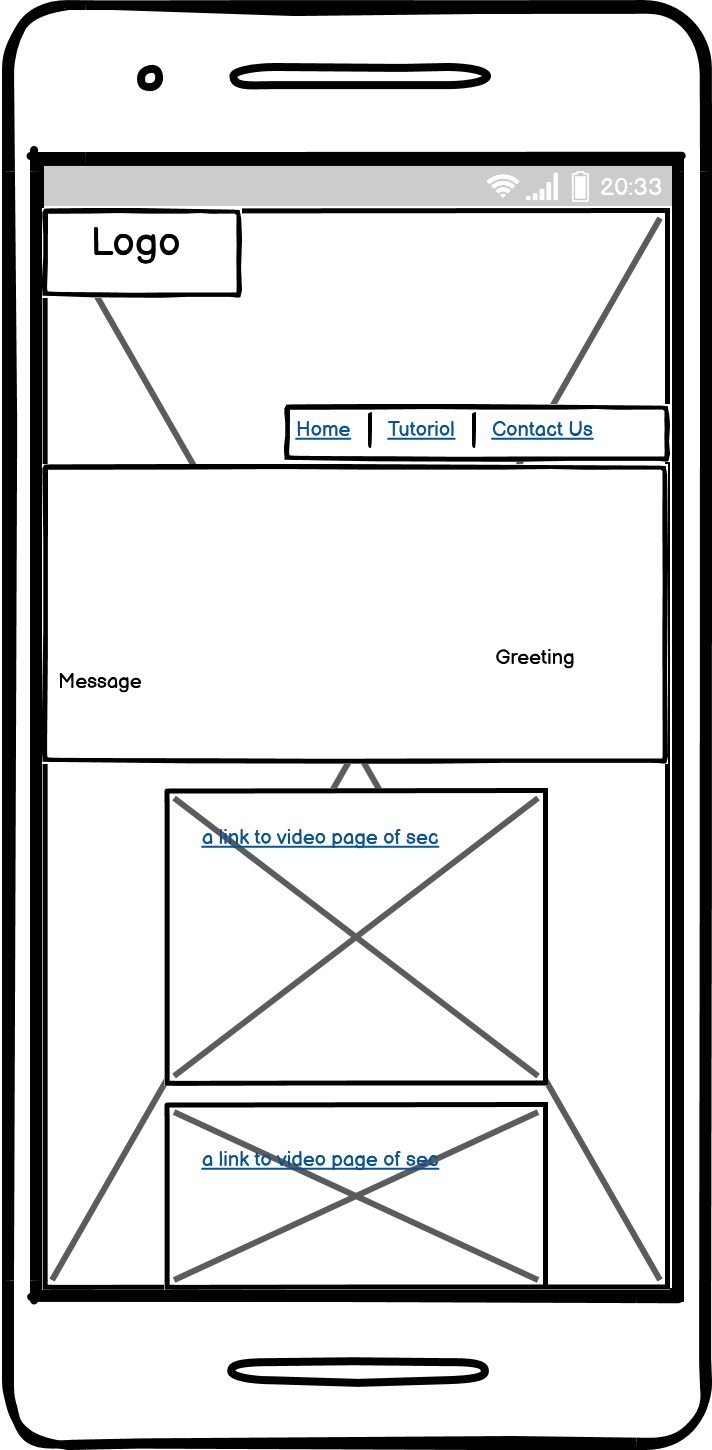 20:33
Logo
Home | Tutoriol | Contact Us
Greeting
Message
a link to video page of sec
a link to video page of sec